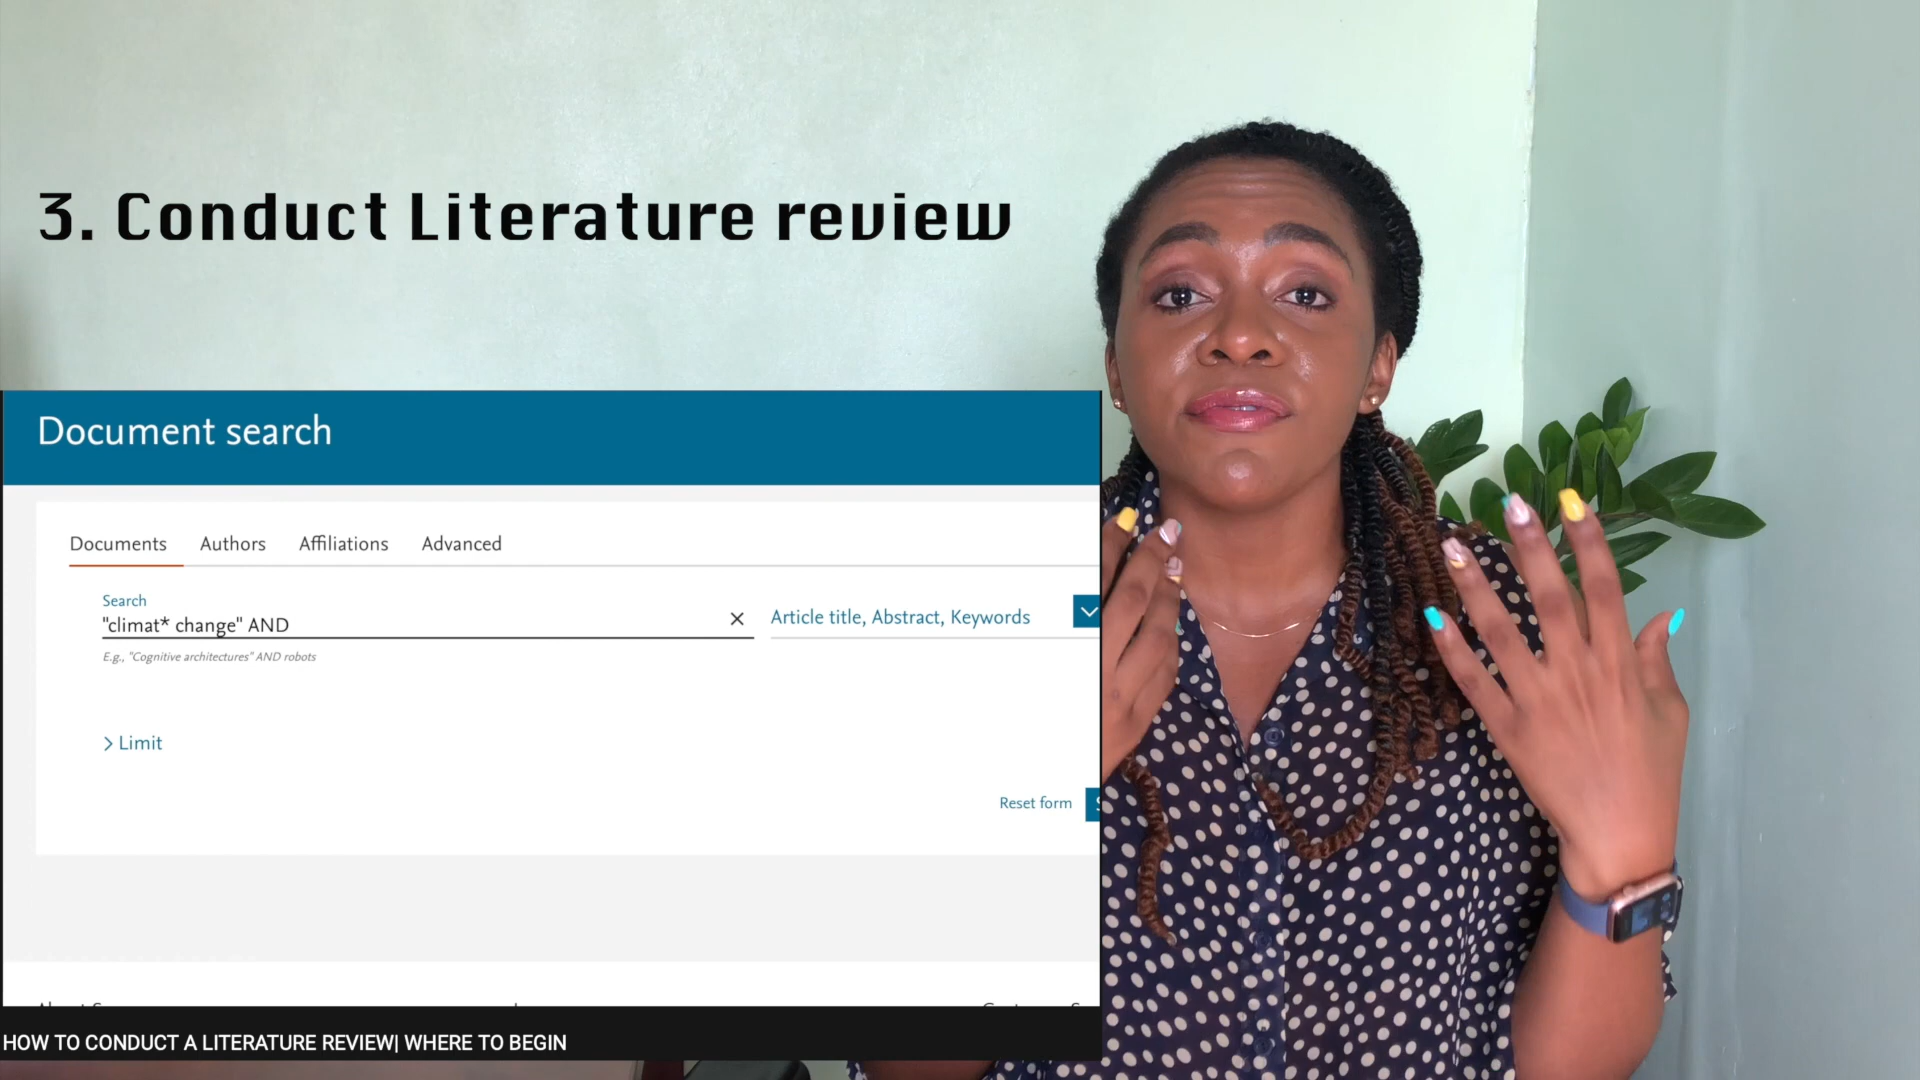 3. Conduct Literature review
Document search
Documents Authors Affiliations Advanced
Search
"climat* change" AND
Article title, Abstract, Keywords
E.g., "Cognitive architectures" AND robots
Limit
Reset form
HOW TO CONDUCT A LITERATURE REVIEW| WHERE TO BEGIN